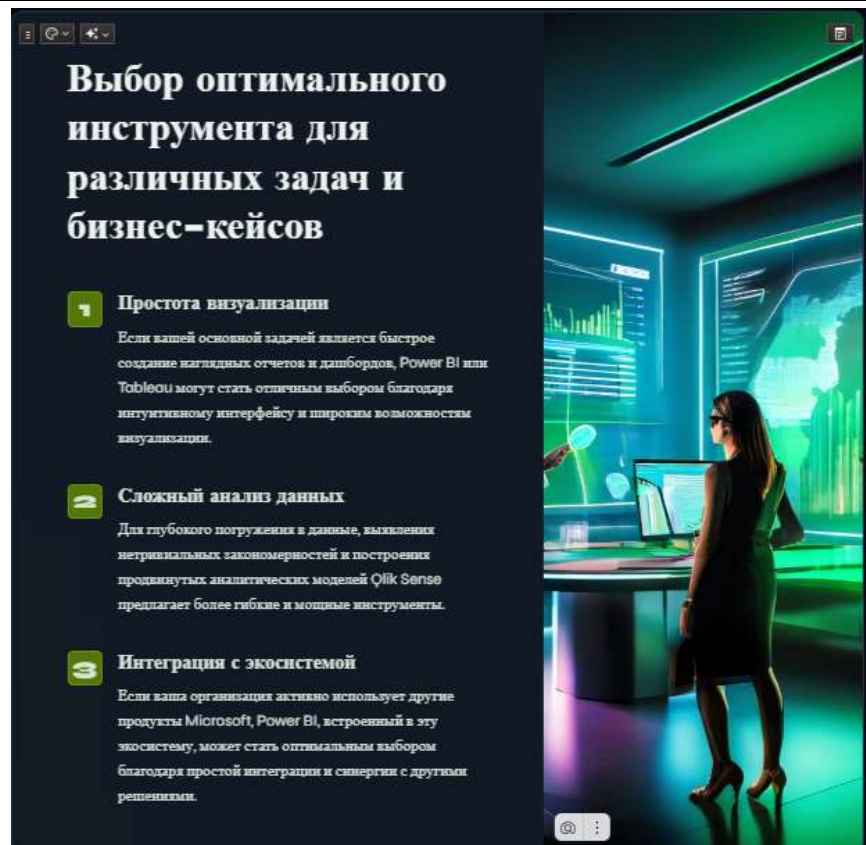 Выбор оптимального
инструмента для
различных задач и
бизнес-кейсов
1
Простота визуализации
Если вашей основной задачей является быстрое
создание наглядных отчетов и дашбордов, Power BI или
Tableau могут стать отличным выбором благодаря
интуитивному интерфейсу и широким возможностям
визуализации.
2
Сложный анализ данных
Для глубокого погружения в данные, выявления
нетривиальных закономерностей и построения
продвинутых аналитических моделей Qlik Sense
предлагает более гибкие и мощные инструменты.
3
Интеграция с экосистемой
Если ваша организация активно использует другие
продукты Microsoft, Power BI, встроенный в эту
экосистему, может стать оптимальным выбором
благодаря простой интеграции и синергии с другими
решениями.